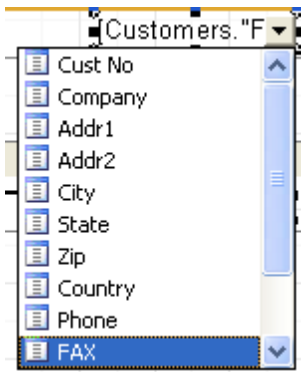 [Customers."F
Cust No
Company
Addr1
Addr2
City
State
Zip
Country
Phone
FAX